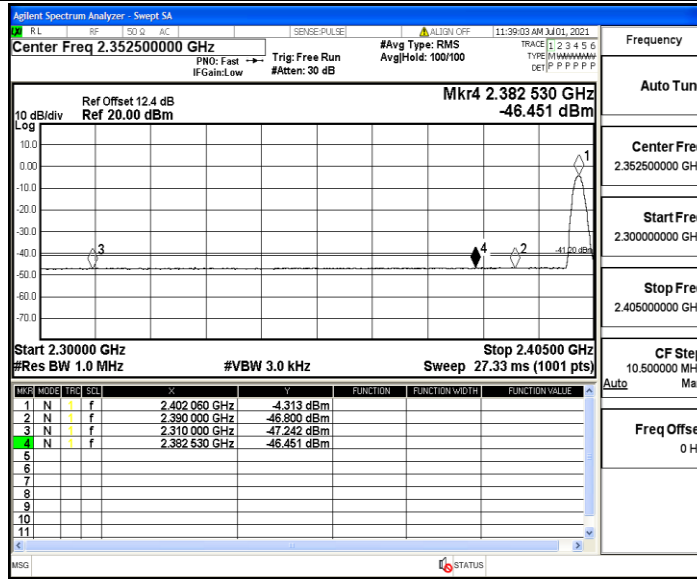 Agilent Spectrum Analyzer - Swept SA
RL RF 50 Ω AC SENSE:PULSE ALIGN OFF 11:39:03 AM Jul 01, 2021
Center Freq 2.352500000 GHz
PNO: Fast
IFGain:Low
Trig: Free Run
#Atten: 30 dB
#Avg Type: RMS
Avg|Hold: 100/100
TRACE 1 2 3 4 5 6
TYPE M W W W W W
DET P P P P P P
Mkr4 2.382 530 GHz
-46.451 dBm
Ref Offset 12.4 dB
10 dB/div Ref 20.00 dBm
Log
10.0
0.00
-10.0
-20.0
-30.0
-40.0
-50.0
-60.0
-70.0
1
3
4
2
-41.20 dBm
Start 2.30000 GHz Stop 2.40500 GHz
#Res BW 1.0 MHz #VBW 3.0 kHz Sweep 27.33 ms (1001 pts)
MKR MODE TRC SCL X Y FUNCTION FUNCTION WIDTH FUNCTION VALUE
1 N 1 f 2.402 060 GHz -4.313 dBm
2 N 1 f 2.390 000 GHz -46.800 dBm
3 N 1 f 2.310 000 GHz -47.242 dBm
4 N 1 f 2.382 530 GHz -46.451 dBm
5
6
7
8
9
10
11
MSG STATUS
Frequency
Auto Tun
Center Fre
2.352500000 GH
Start Fre
2.300000000 GH
Stop Fre
2.405000000 GH
CF Ste
10.500000 MH
Auto Ma
Freq Offse
0 H